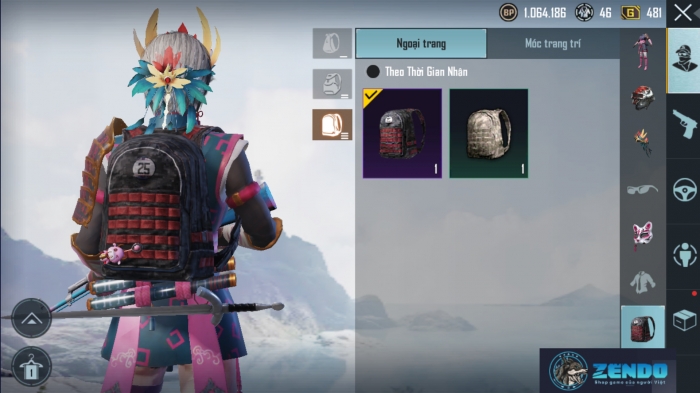 BP 1.064.186 46 G 481
Ngoại trang
Móc trang trí
Theo Thời Gian Nhận
25
1
1
1
ZENDO
Shop game của người Việt